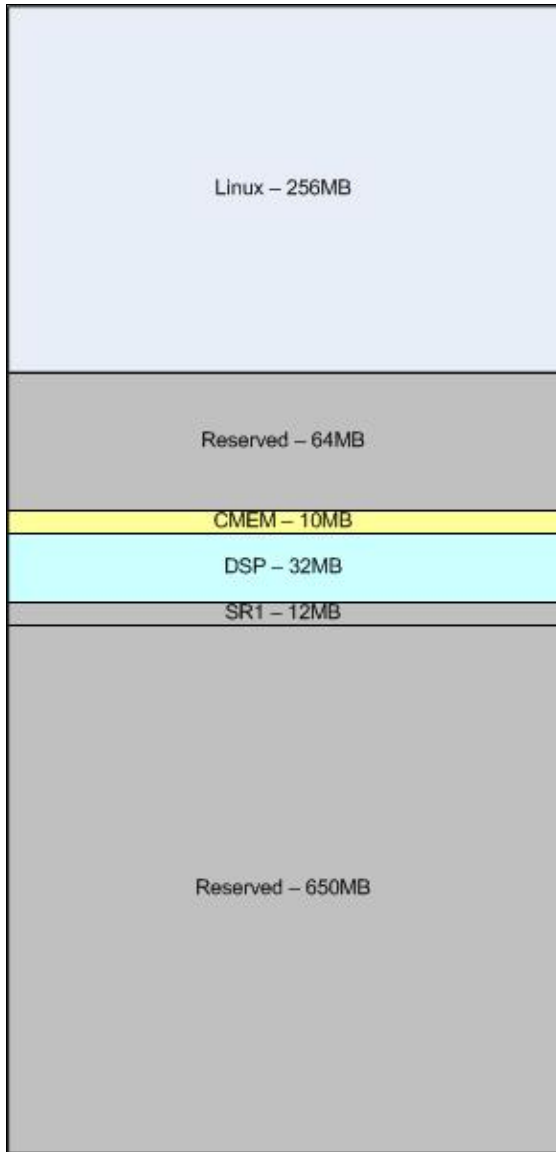 Linux – 256MB
Reserved – 64MB
CMEM – 10MB
DSP – 32MB
SR1 – 12MB
Reserved – 650MB